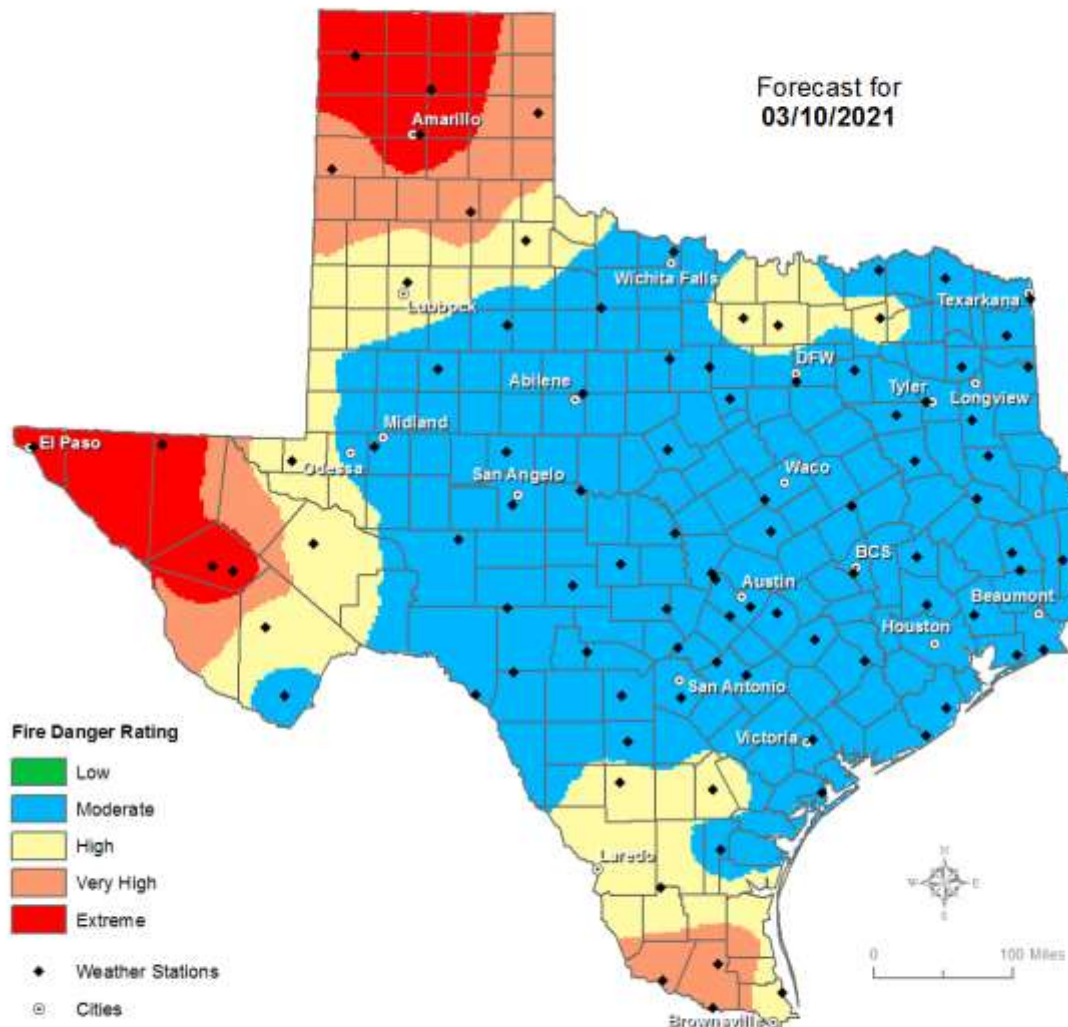 Forecast for
03/10/2021
Amarillo
Wichita Falls
Lubbock
Texarkana
DFW
Abilene
Tyler
Longview
Midland
El Paso
Odessa
San Angelo
Waco
BCS
Austin
Beaumont
Houston
San Antonio
Victoria
Laredo
Brownsville
Fire Danger Rating
Low
Moderate
High
Very High
Extreme
Weather Stations
Cities
N
W E
S
0 100 Miles